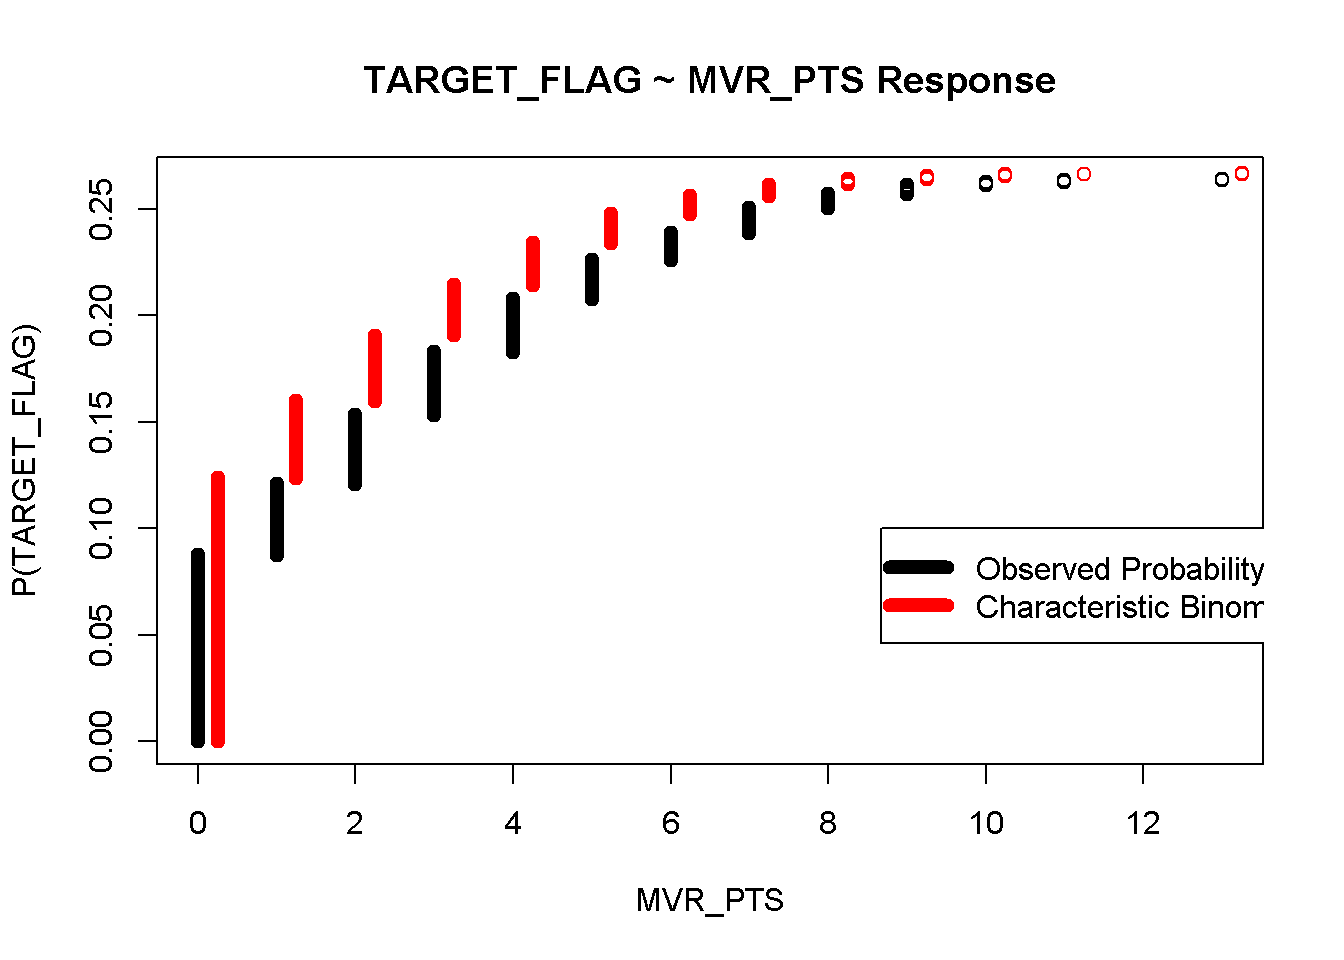 TARGET_FLAG ~ MVR_PTS Response
P(TARGET_FLAG)
0.25
0.20
0.15
0.10
0.05
0.00
Observed Probability
Characteristic Binom
0 2 4 6 8 10 12
MVR_PTS